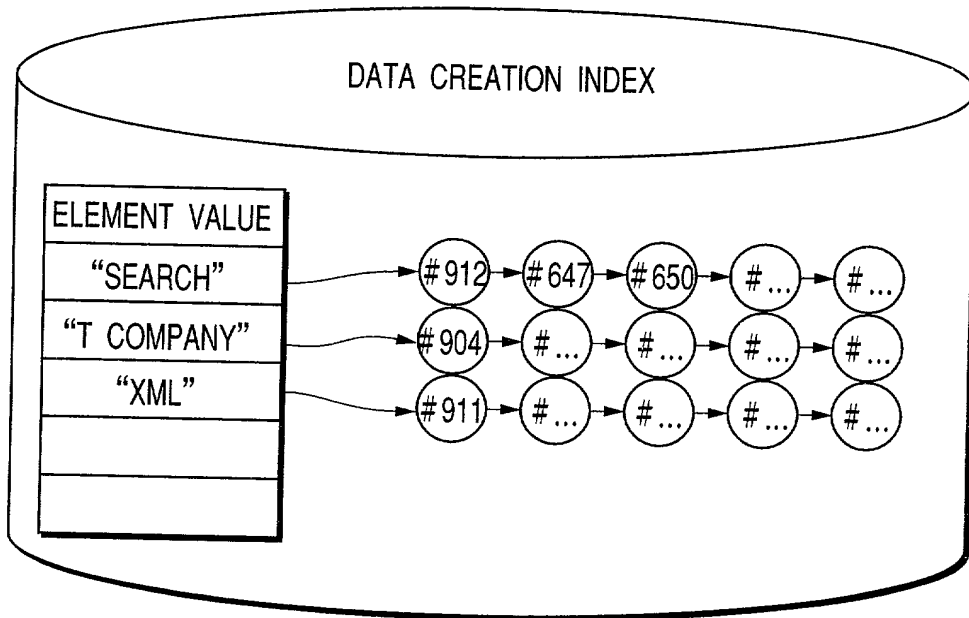 DATA CREATION INDEX
ELEMENT VALUE
“SEARCH” #912 #647 #650 #... #...
“T COMPANY” #904 #... #... #... #...
“XML” #911 #... #... #... #...